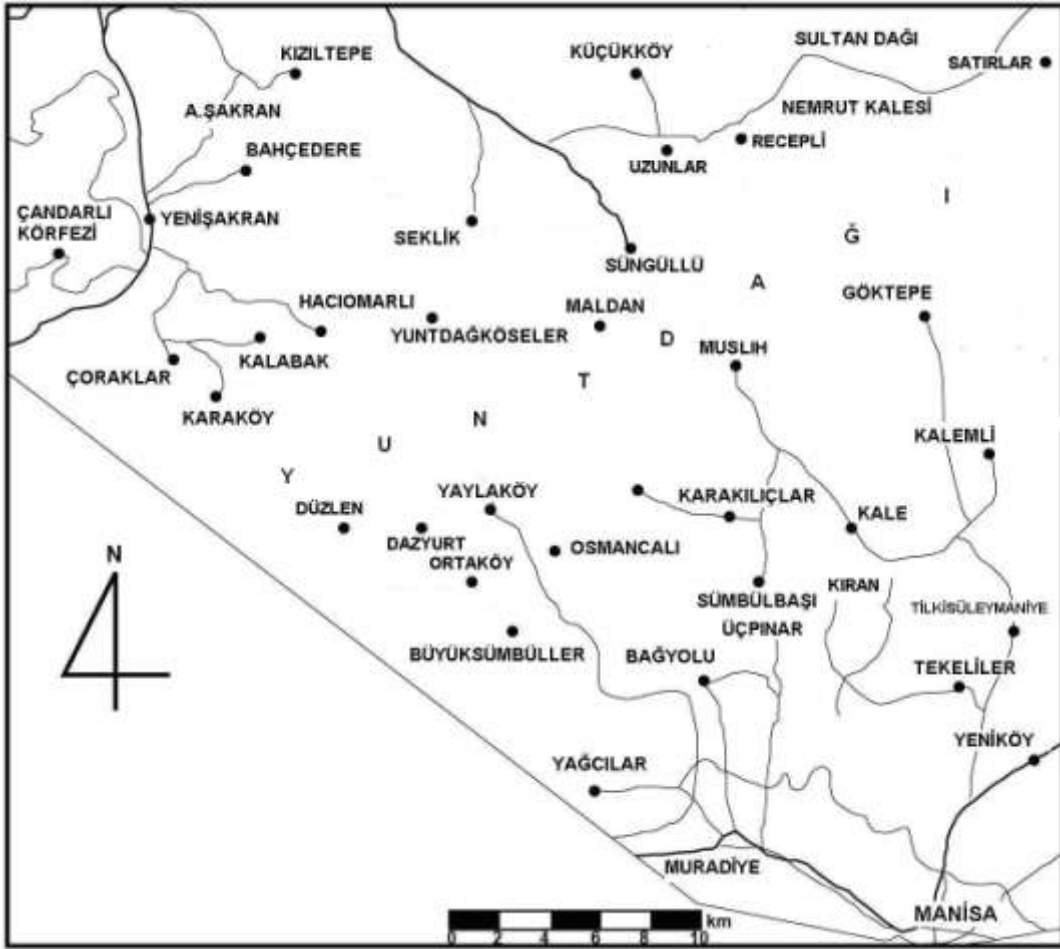 KIZILTEPE
KÜÇÜKKÖY
SULTAN DAĞI
SATIRLAR
A.ŞAKRAN
NEMRUT KALESİ
BAHÇEDERE
UZUNLAR
RECEPLİ
ÇANDARLI
KÖRFEZİ
YENİŞAKRAN
SEKLİK
SÜNGÜLLÜ
I
Ğ
A
D
T
N
U
Y
GÖKTEPE
HACIOMARLI
MALDAN
YUNTDAĞKÖSELER
MUSLIH
KALABAK
ÇORAKLAR
KARAKÖY
KALEMLİ
YAYLAKÖY
KARAKILIÇLAR
DÜZLEN
KALE
DAZYURT
OSMANCALI
ORTAKÖY
N
KIRAN
SÜMBÜLBAŞI
TİLKİSÜLEYMANİYE
ÜÇPINAR
BÜYÜKSÜMBÜLLER
BAĞYOLU
TEKELİLER
YENİKÖY
YAĞCILAR
MURADİYE
MANİSA
km
0 2 4 6 8 10